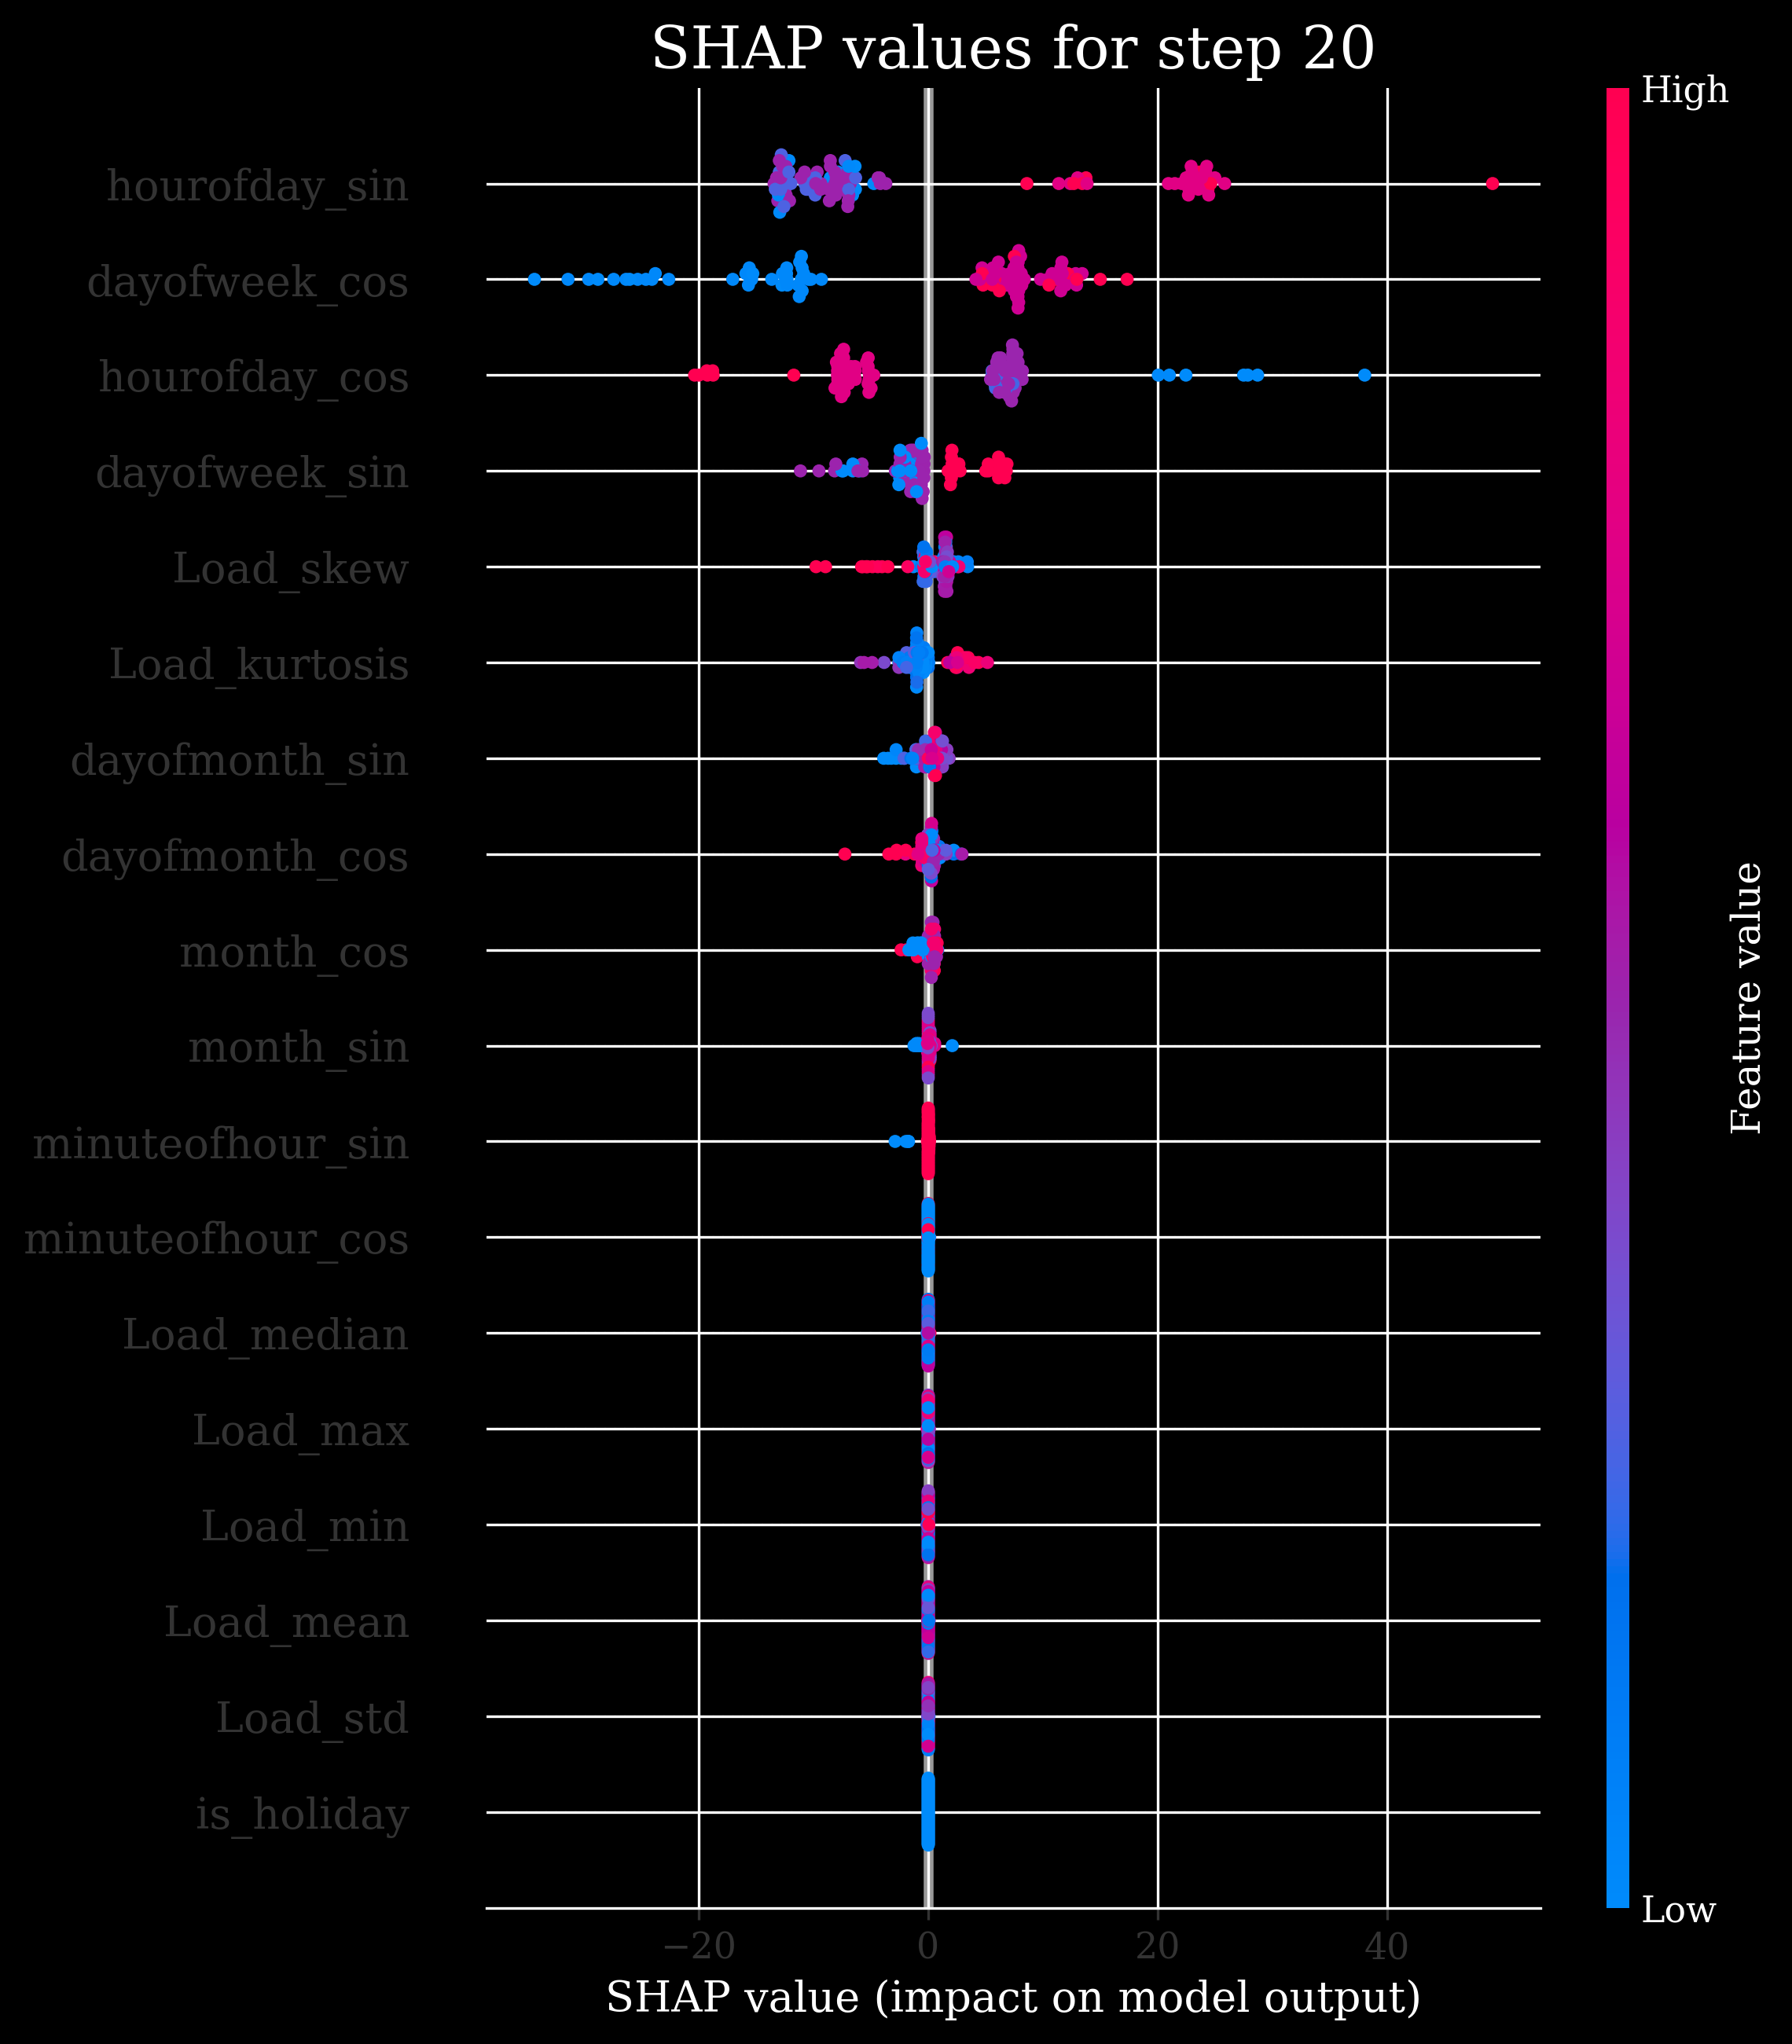 SHAP values for step 20
High
hourofday_sin
dayofweek_cos
hourofday_cos
dayofweek_sin
Load_skew
Load_kurtosis
dayofmonth_sin
dayofmonth_cos
month_cos
month_sin
minuteofhour_sin
minuteofhour_cos
Load_median
Load_max
Load_min
Load_mean
Load_std
is_holiday
Feature value
Low
−20 0 20 40
SHAP value (impact on model output)